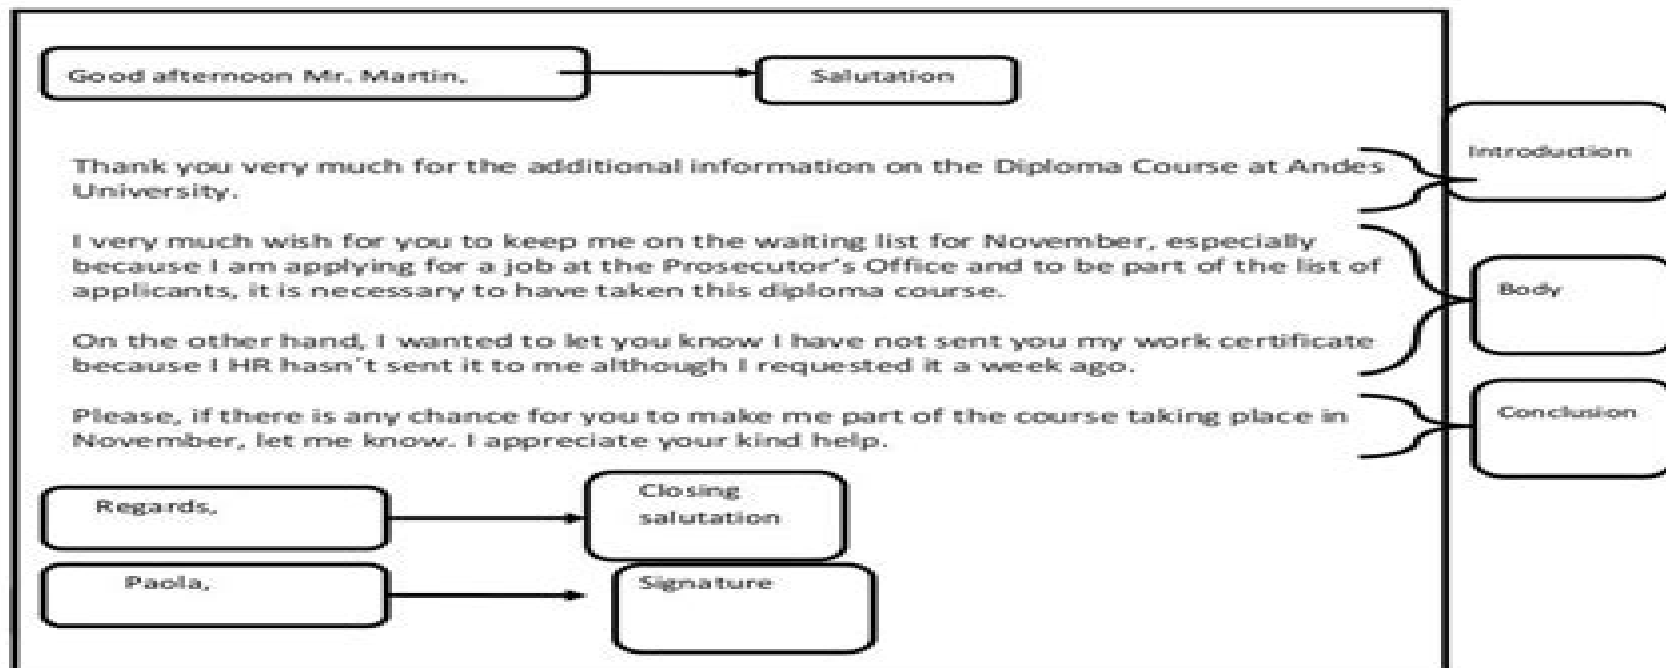 Good afternoon Mr. Martin,
Salutation
Introduction
Thank you very much for the additional information on the Diploma Course at Andes
University.
I very much wish for you to keep me on the waiting list for November, especially
because I am applying for a job at the Prosecutor's Office and to be part of the list of
applicants, it is necessary to have taken this diploma course.
Body
On the other hand, I wanted to let you know I have not sent you my work certificate
because I HR hasn´t sent it to me although I requested it a week ago.
Please, if there is any chance for you to make me part of the course taking place in
November, let me know. I appreciate your kind help.
Conclusion
Regards,
Closing
salutation
Paola,
Signature